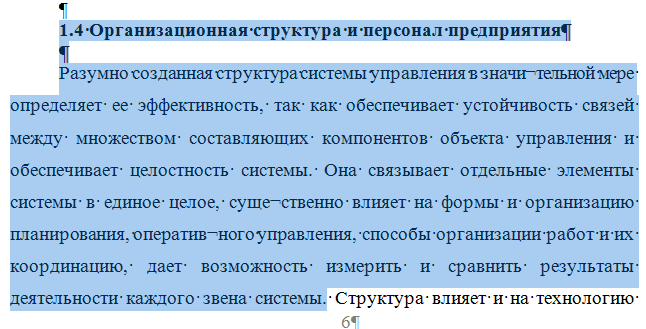 ¶
1.4·Организационная·структура·и·персонал·предприятия¶
¶
Разумно·созданная·структура·системы·управления·в·значи¬тельной·мере·
определяет· ее· эффективность,· так· как· обеспечивает· устойчивость· связей·
между· множеством· составляющих· компонентов· объекта· управления· и·
обеспечивает· целостность· системы.· Она· связывает· отдельные· элементы·
системы· в· единое· целое,· суще¬ственно· влияет· на· формы· и· организацию·
планирования,·оператив¬ного·управления,·способы·организации·работ·и·их·
координацию,· дает· возможность· измерить· и· сравнить· результаты·
деятельности· каждого· звена· системы.· Структура· влияет· и· на· технологию·
6¶